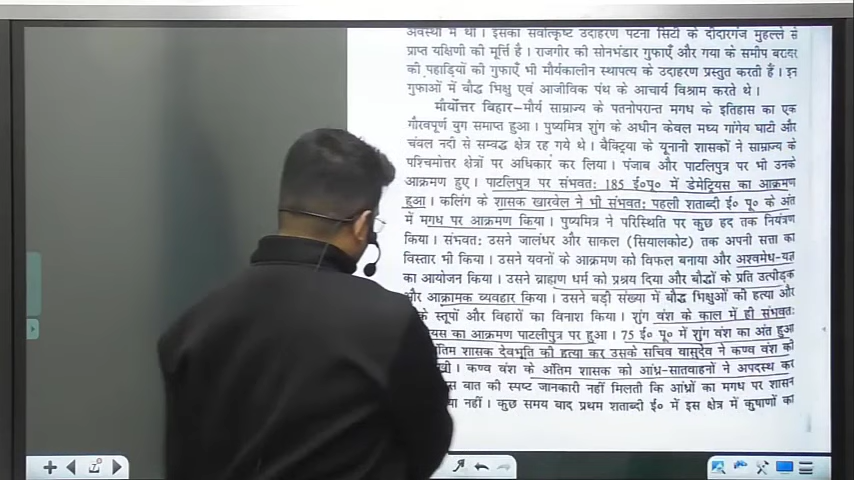 अवस्था में थी। इसका सर्वोत्कृष्ट उदाहरण पटना सिटी के दीदारगंज मुहल्ले से
प्राप्त यक्षिणी की मूर्त्ति है। राजगीर की सोनभंडार गुफाएँ और गया के समीप बराबर
की पहाड़ियों की गुफाएँ भी मौर्यकालीन स्थापत्य के उदाहरण प्रस्तुत करती हैं। इन
गुफाओं में बौद्ध भिक्षु एवं आजीविक पंथ के आचार्य विश्राम करते थे।
मौर्योत्तर बिहार–मौर्य साम्राज्य के पतनोपरान्त मगध के इतिहास का एक
गौरवपूर्ण युग समाप्त हुआ। पुष्यमित्र शुंग के अधीन केवल मध्य गांगेय घाटी और
चंबल नदी से सम्बद्ध क्षेत्र रह गये थे। बैक्ट्रिया के यूनानी शासकों ने साम्राज्य के
पश्चिमोत्तर क्षेत्रों पर अधिकार कर लिया। पंजाब और पाटलिपुत्र पर भी उनके
आक्रमण हुए। पाटलिपुत्र पर संभवतः 185 ई०पू० में डेमेट्रियस का आक्रमण
हुआ। कलिंग के शासक खारवेल ने भी संभवतः पहली शताब्दी ई० पू० के अंत
में मगध पर आक्रमण किया। पुष्यमित्र ने परिस्थिति पर कुछ हद तक नियंत्रण
किया। संभवतः उसने जालंधर और साकल (सियालकोट) तक अपनी सत्ता का
विस्तार भी किया। उसने यवनों के आक्रमण को विफल बनाया और अश्वमेध-यज्ञ
का आयोजन किया। उसने ब्राह्मण धर्म को प्रश्रय दिया और बौद्धों के प्रति उत्पीड़क
और आक्रामक व्यवहार किया। उसने बड़ी संख्या में बौद्ध भिक्षुओं की हत्या और
के स्तूपों और विहारों का विनाश किया। शुंग वंश के काल में ही संभवतः
यस का आक्रमण पाटलीपुत्र पर हुआ। 75 ई० पू० में शुंग वंश का अंत हुआ
तिम शासक देवभूति की हत्या कर उसके सचिव वासुदेव ने कण्व वंश की
कण्व वंश के अंतिम शासक को आंध्र-सातवाहनों ने अपदस्थ कर
स बात की स्पष्ट जानकारी नहीं मिलती कि आंध्रों का मगध पर शासन
या नहीं। कुछ समय बाद प्रथम शताब्दी ई० में इस क्षेत्र में कुषाणों का